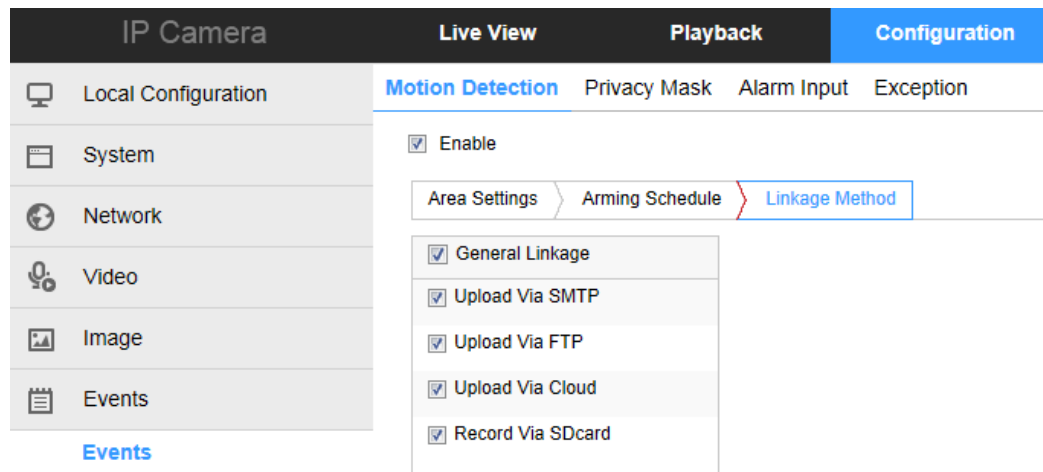 IP Camera Live View Playback Configuration
Local Configuration
System
Network
Video
Image
Events
Events
Motion Detection Privacy Mask Alarm Input Exception
Enable
Area Settings Arming Schedule Linkage Method
General Linkage
Upload Via SMTP
Upload Via FTP
Upload Via Cloud
Record Via SDcard